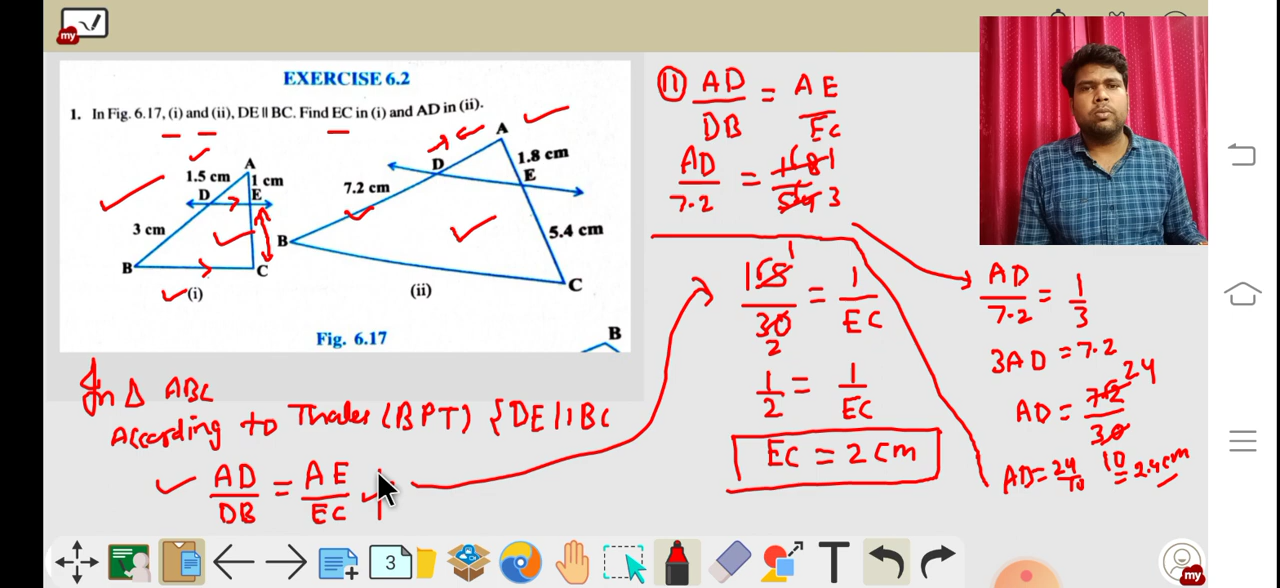 my
EXERCISE 6.2
1. In Fig. 6.17, (i) and (ii), DE || BC. Find EC in (i) and AD in (ii).
A
1.5 cm
1 cm
D
E
3 cm
B
C
(i)
A
D
1.8 cm
E
7.2 cm
B
5.4 cm
C
(ii)
Fig. 6.17
B
In Δ ABC
According to Thales (BPT) {DE || BC
AD/DB = AE/EC
(ii) AD/DB = AE/EC
AD/7.2 = 1
3
15 1/30 2 = 1/EC
1/2 = 1/EC
EC = 2 cm
AD/7.2 = 1/3
3AD = 7.2
AD = 72 24/30 10
AD = 24/10 = 2.4 cm
3
T
my